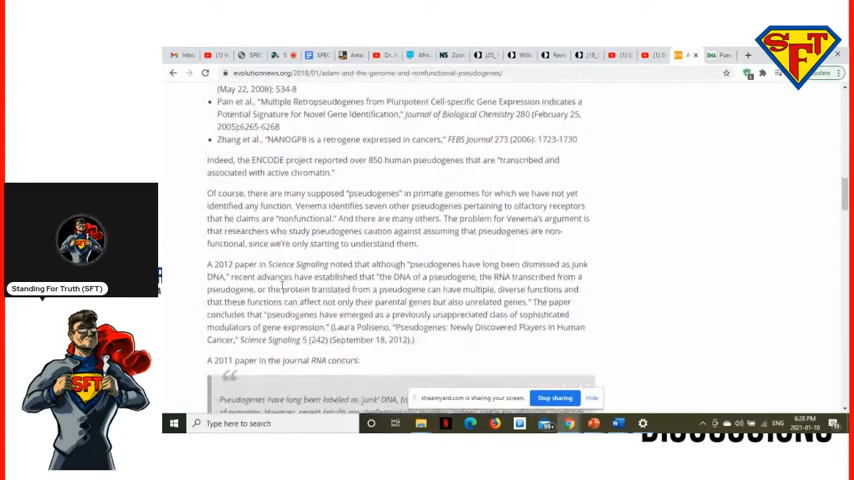 SFT
Inbo
evolutionnews.org/2018/01/adam-and-the-genome-and-nonfunctional-pseudogenes/
(May 22, 2008): 534-8
• Pain et al., "Multiple Retropseudogenes from Pluripotent Cell-specific Gene Expression Indicates a
Potential Signature for Novel Gene Identification," Journal of Biological Chemistry 280 (February 25,
2005):6265-6268
• Zhang et al., "NANOGP8 is a retrogene expressed in cancers," FEBS Journal 273 (2006): 1723-1730
Indeed, the ENCODE project reported over 850 human pseudogenes that are "transcribed and
associated with active chromatin."
Of course, there are many supposed "pseudogenes" in primate genomes for which we have not yet
identified any function. Venema identifies seven other pseudogenes pertaining to olfactory receptors
that he claims are "nonfunctional." And there are many others. The problem for Venema's argument is
that researchers who study pseudogenes caution against assuming that pseudogenes are non-
functional, since we're only starting to understand them.
A 2012 paper in Science Signaling noted that although "pseudogenes have long been dismissed as junk
DNA," recent advances have established that "the DNA of a pseudogene, the RNA transcribed from a
pseudogene, or the protein translated from a pseudogene can have multiple, diverse functions and
that these functions can affect not only their parental genes but also unrelated genes." The paper
concludes that "pseudogenes have emerged as a previously unappreciated class of sophisticated
modulators of gene expression." (Laura Poliseno, "Pseudogenes: Newly Discovered Players in Human
Cancer," Science Signaling 5 (242) (September 18, 2012).)
A 2011 paper in the journal RNA concurs:
Pseudogenes have long been labeled as 'junk' DNA,
streamyard.com is sharing your screen.
Stop sharing
Hide
Standing For Truth (SFT)
SFT
Type here to search
99+
ENG
6:28 PM
2021-01-10
DISCUSSIONS